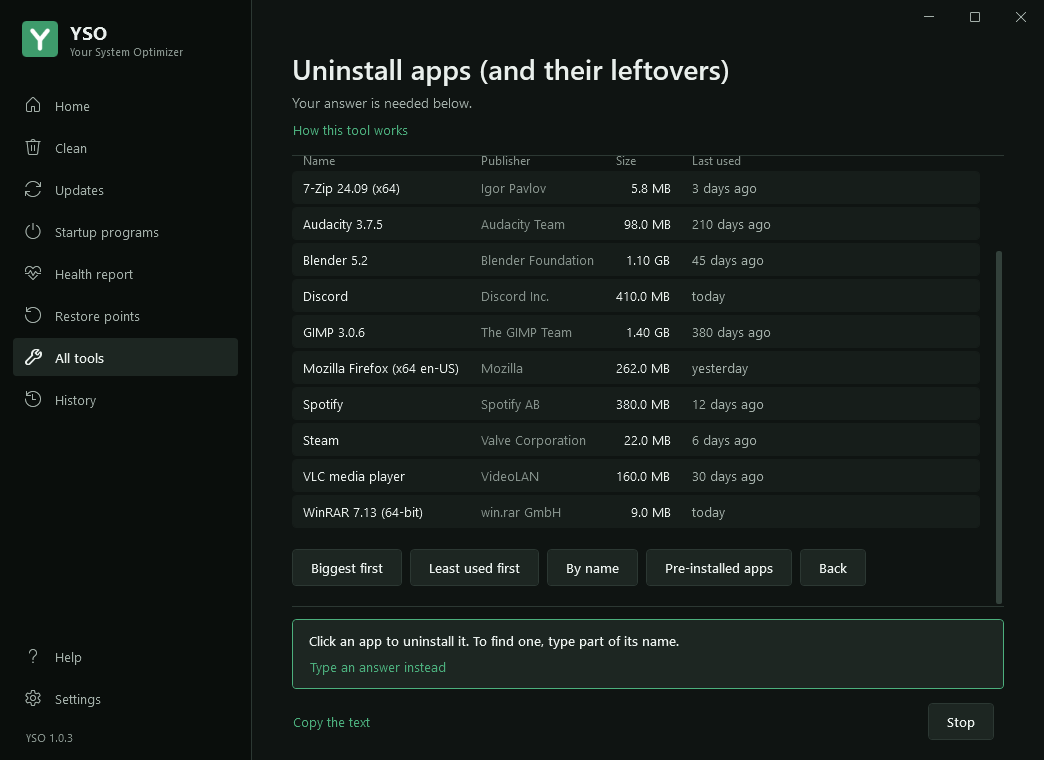 Y
YSO
Your System Optimizer
Home
Clean
Updates
Startup programs
Health report
Restore points
All tools
History
Help
Settings
YSO 1.0.3
Uninstall apps (and their leftovers)
Your answer is needed below.
How this tool works
Name Publisher Size Last used
7-Zip 24.09 (x64) Igor Pavlov 5.8 MB 3 days ago
Audacity 3.7.5 Audacity Team 98.0 MB 210 days ago
Blender 5.2 Blender Foundation 1.10 GB 45 days ago
Discord Discord Inc. 410.0 MB today
GIMP 3.0.6 The GIMP Team 1.40 GB 380 days ago
Mozilla Firefox (x64 en-US) Mozilla 262.0 MB yesterday
Spotify Spotify AB 380.0 MB 12 days ago
Steam Valve Corporation 22.0 MB 6 days ago
VLC media player VideoLAN 160.0 MB 30 days ago
WinRAR 7.13 (64-bit) win.rar GmbH 9.0 MB today
Biggest first Least used first By name Pre-installed apps Back
Click an app to uninstall it. To find one, type part of its name.
Type an answer instead
Copy the text
Stop